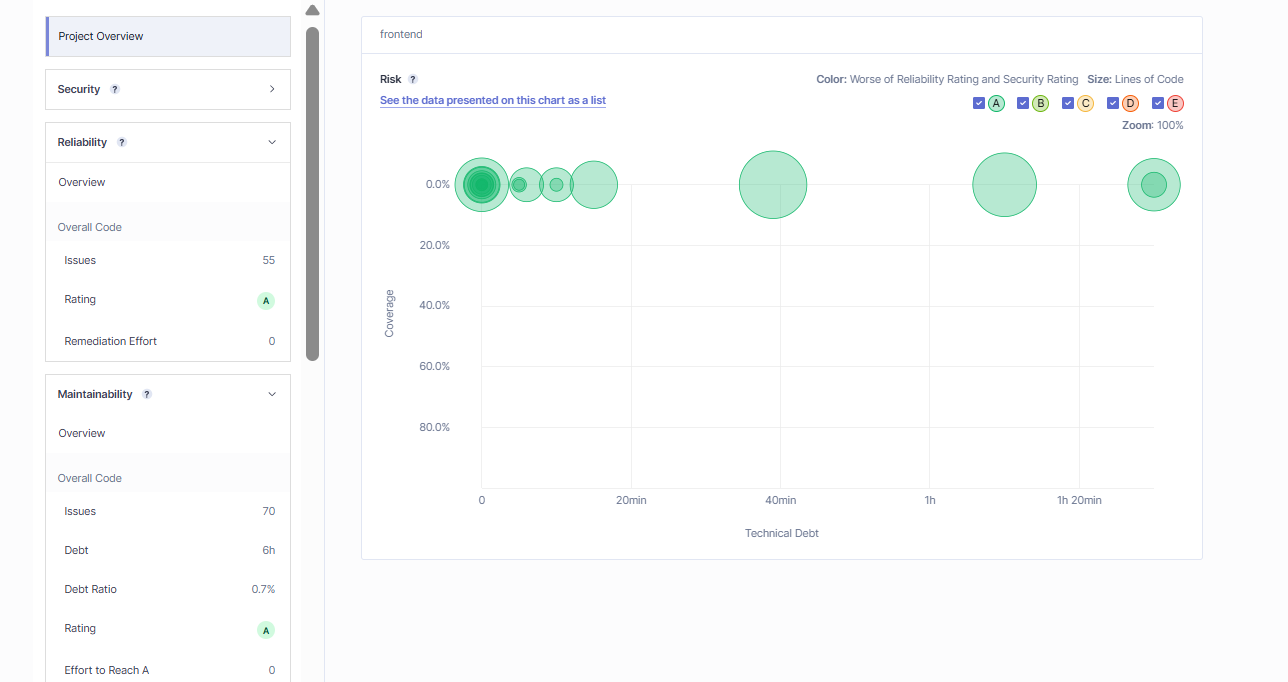 Project Overview
Security ?
Reliability ?
Overview
Overall Code
Issues 55
Rating A
Remediation Effort 0
Maintainability ?
Overview
Overall Code
Issues 70
Debt 6h
Debt Ratio 0.7%
Rating A
Effort to Reach A 0
frontend
Risk ?
Color: Worse of Reliability Rating and Security Rating Size: Lines of Code
See the data presented on this chart as a list
A B C D E
Zoom: 100%
0.0%
20.0%
40.0%
60.0%
80.0%
Coverage
0 20min 40min 1h 1h 20min
Technical Debt